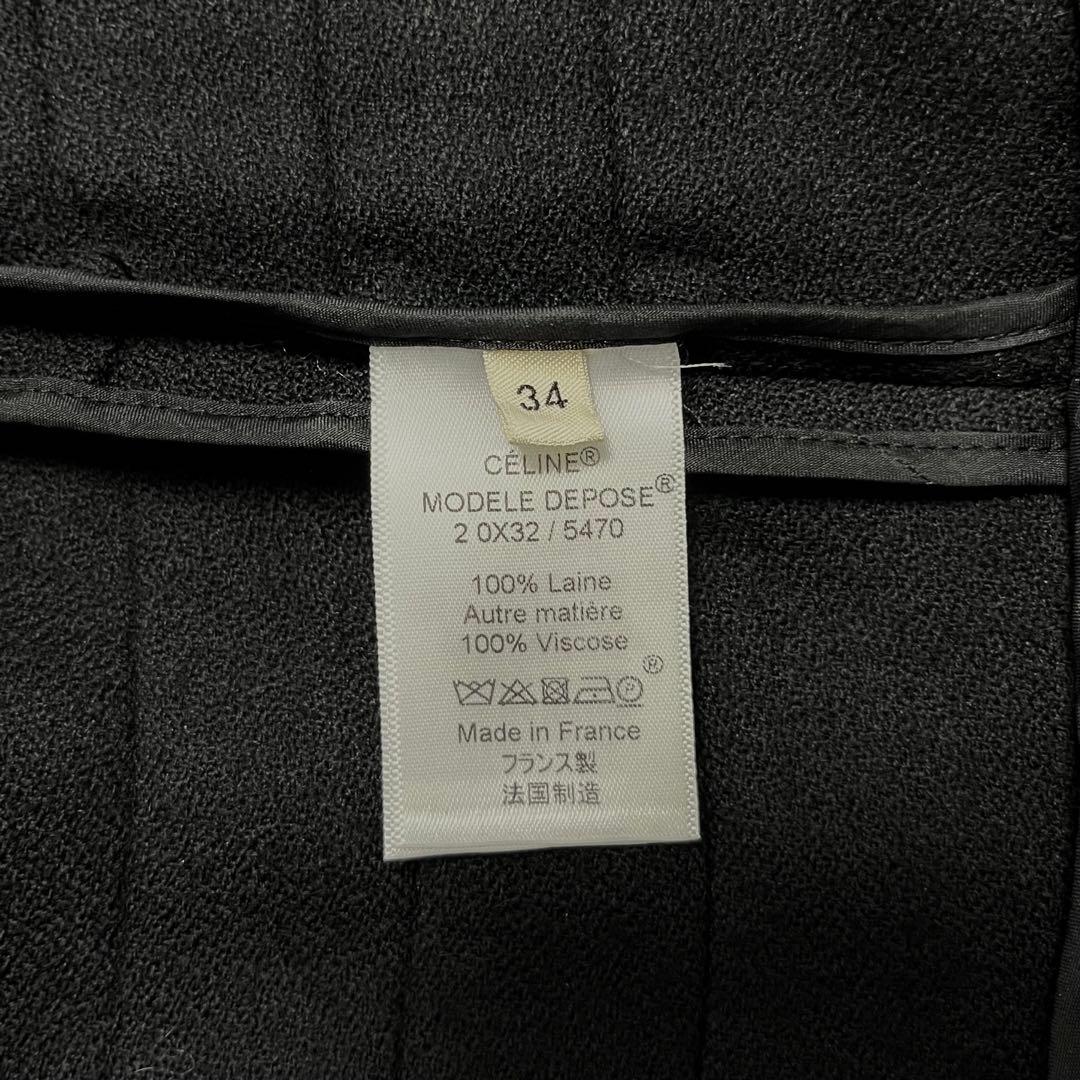 34
CÉLINE®
MODELE DEPOSE®
2 0X32 / 5470
100% Laine
Autre matière
100% Viscose
®
P
Made in France
フランス製
法国制造